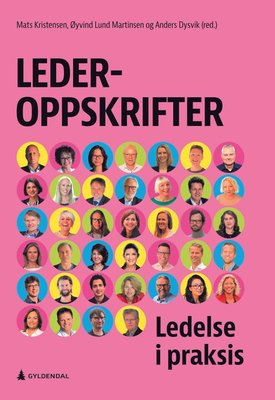 Mats Kristensen, Øyvind Lund Martinsen og Anders Dysvik (red.)
LEDER-
OPPSKRIFTER
Ledelse
i praksis
GYLDENDAL